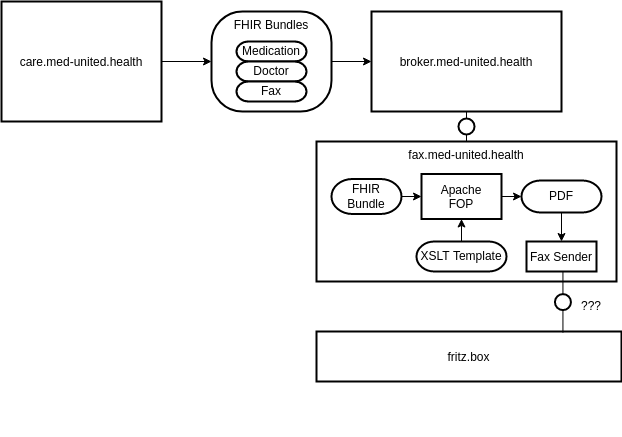 care.med-united.health
FHIR Bundles
Medication
Doctor
Fax
broker.med-united.health
fax.med-united.health
FHIR
Bundle
Apache
FOP
PDF
XSLT Template
Fax Sender
???
fritz.box